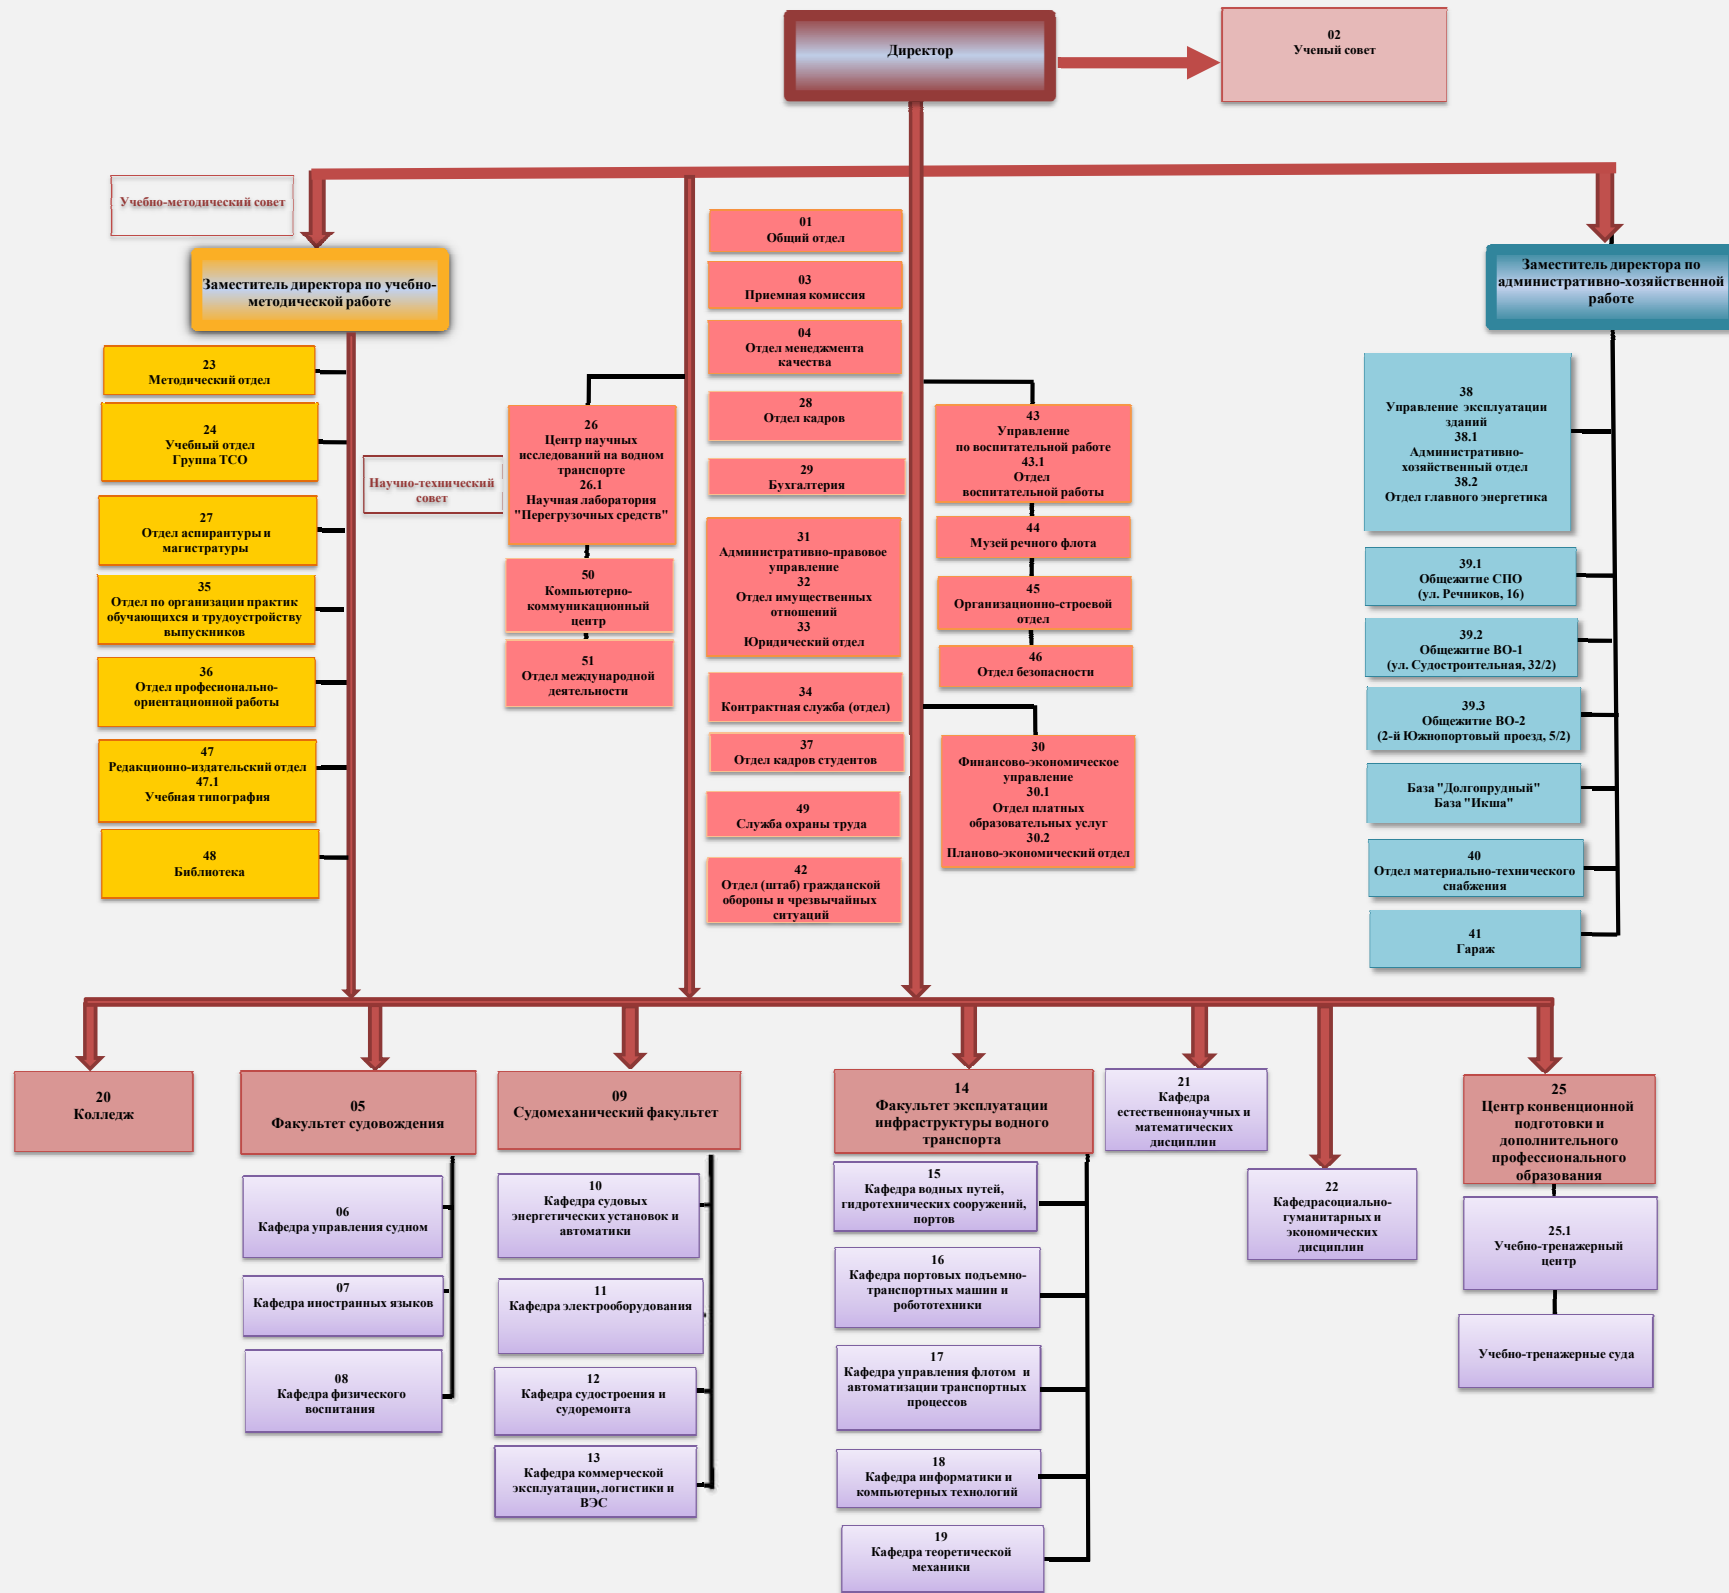 Директор
02
Ученый совет
Учебно-методический совет
Заместитель директора по учебно-
методической работе
23
Методический отдел
24
Учебный отдел
Группа ТСО
27
Отдел аспирантуры и
магистратуры
35
Отдел по организации практик
обучающихся и трудоустройству
выпускников
36
Отдел професионально-
ориентационной работы
47
Редакционно-издательский отдел
47.1
Учебная типография
48
Библиотека
Научно-технический
совет
26
Центр научных
исследований на водном
транспорте
26.1
Научная лаборатория
"Перегрузочных средств"
50
Компьютерно-
коммуникационный
центр
51
Отдел международной
деятельности
01
Общий отдел
03
Приемная комиссия
04
Отдел менеджмента
качества
28
Отдел кадров
29
Бухгалтерия
31
Административно-правовое
управление
32
Отдел имущественных
отношений
33
Юридический отдел
34
Контрактная служба (отдел)
37
Отдел кадров студентов
49
Служба охраны труда
42
Отдел (штаб) гражданской
обороны и чрезвычайных
ситуаций
43
Управление
по воспитательной работе
43.1
Отдел
воспитательной работы
44
Музей речного флота
45
Организационно-строевой
отдел
46
Отдел безопасности
30
Финансово-экономическое
управление
30.1
Отдел платных
образовательных услуг
30.2
Планово-экономический отдел
Заместитель директора по
административно-хозяйственной
работе
38
Управление эксплуатации
зданий
38.1
Административно-
хозяйственный отдел
38.2
Отдел главного энергетика
39.1
Общежитие СПО
(ул. Речников, 16)
39.2
Общежитие ВО-1
(ул. Судостроительная, 32/2)
39.3
Общежитие ВО-2
(2-й Южнопортовый проезд, 5/2)
База "Долгопрудный"
База "Икша"
40
Отдел материально-технического
снабжения
41
Гараж
20
Колледж
05
Факультет судовождения
06
Кафедра управления судном
07
Кафедра иностранных языков
08
Кафедра физического
воспитания
09
Судомеханический факультет
10
Кафедра судовых
энергетических установок и
автоматики
11
Кафедра электрооборудования
12
Кафедра судостроения и
судоремонта
13
Кафедра коммерческой
эксплуатации, логистики и
ВЭС
14
Факультет эксплуатации
инфраструктуры водного
транспорта
15
Кафедра водных путей,
гидротехнических сооружений,
портов
16
Кафедра портовых подъемно-
транспортных машин и
робототехники
17
Кафедра управления флотом и
автоматизации транспортных
процессов
18
Кафедра информатики и
компьютерных технологий
19
Кафедра теоретической
механики
21
Кафедра
естественнонаучных и
математических
дисциплин
22
Кафедрасоциально-
гуманитарных и
экономических
дисциплин
25
Центр конвенционной
подготовки и
дополнительного
профессионального
образования
25.1
Учебно-тренажерный
центр
Учебно-тренажерные суда